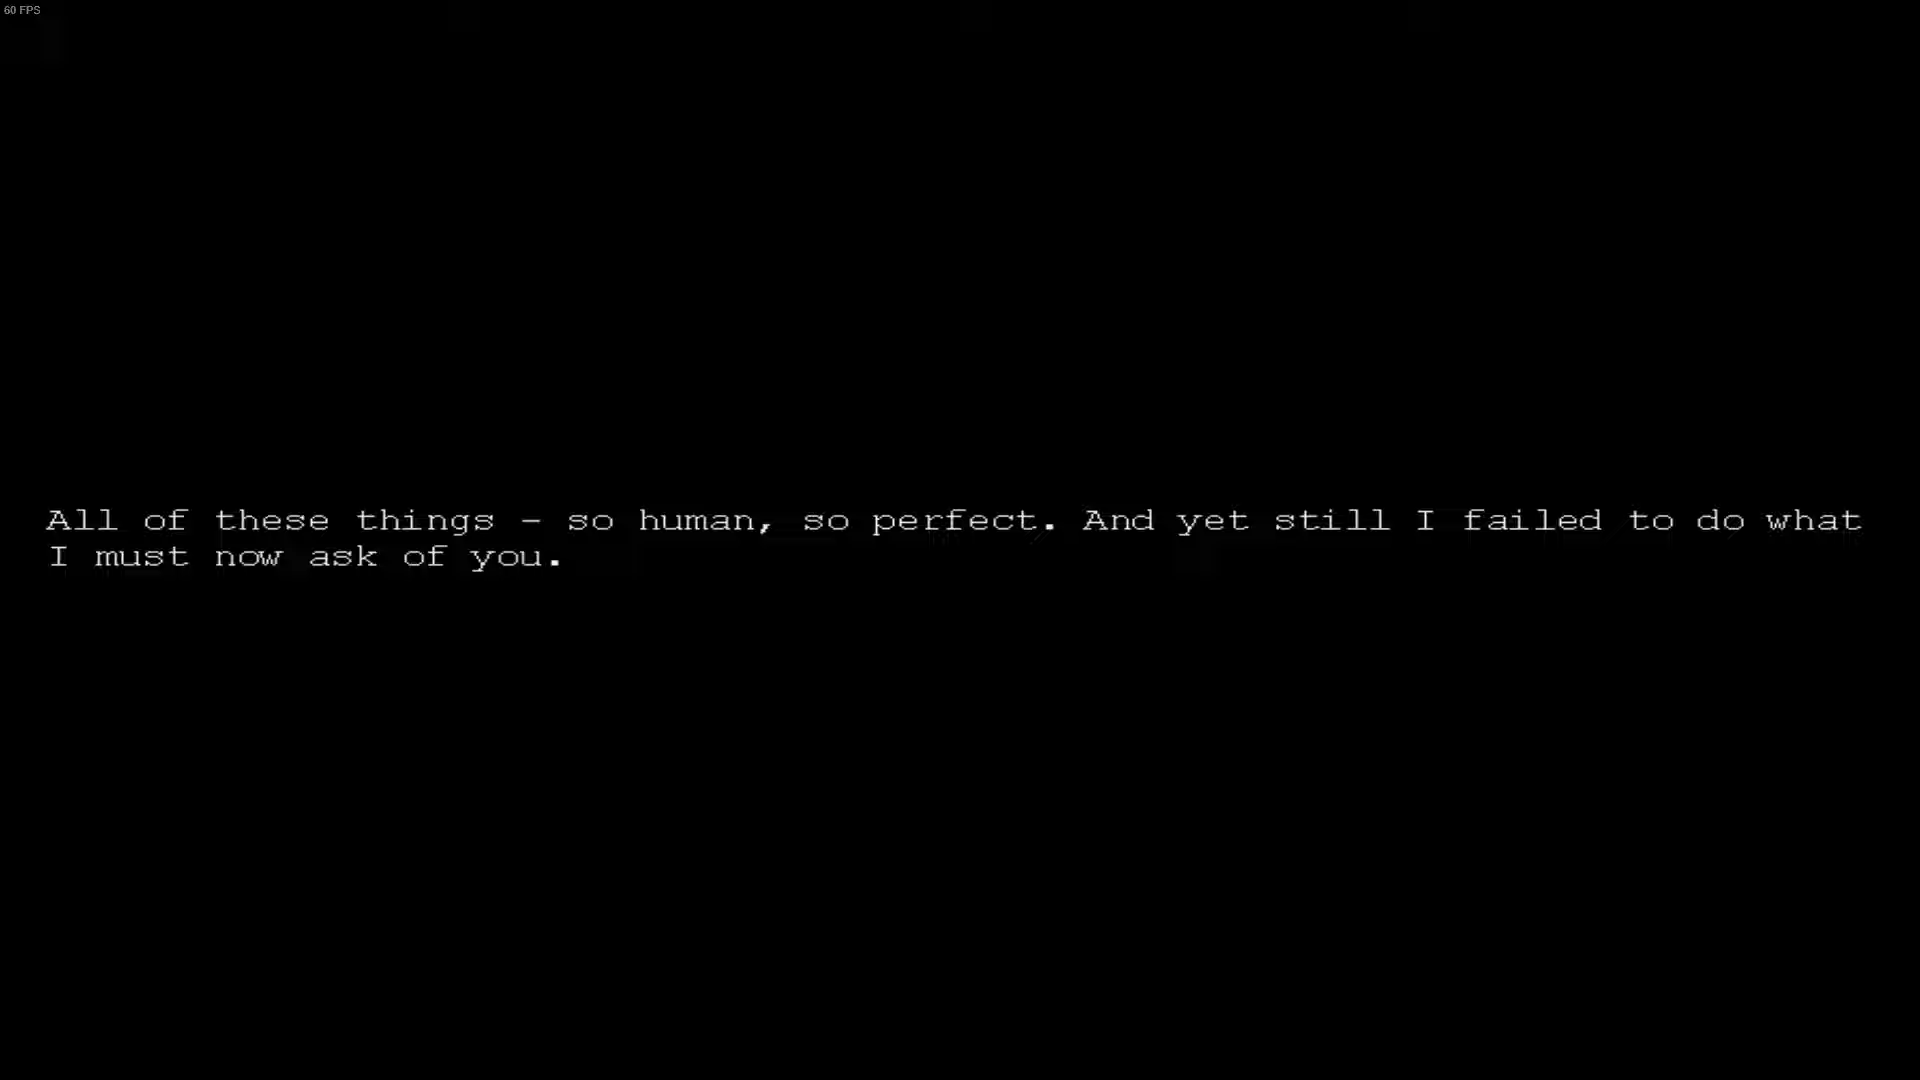 60 FPS
All of these things - so human, so perfect. And yet still I failed to do what
I must now ask of you.